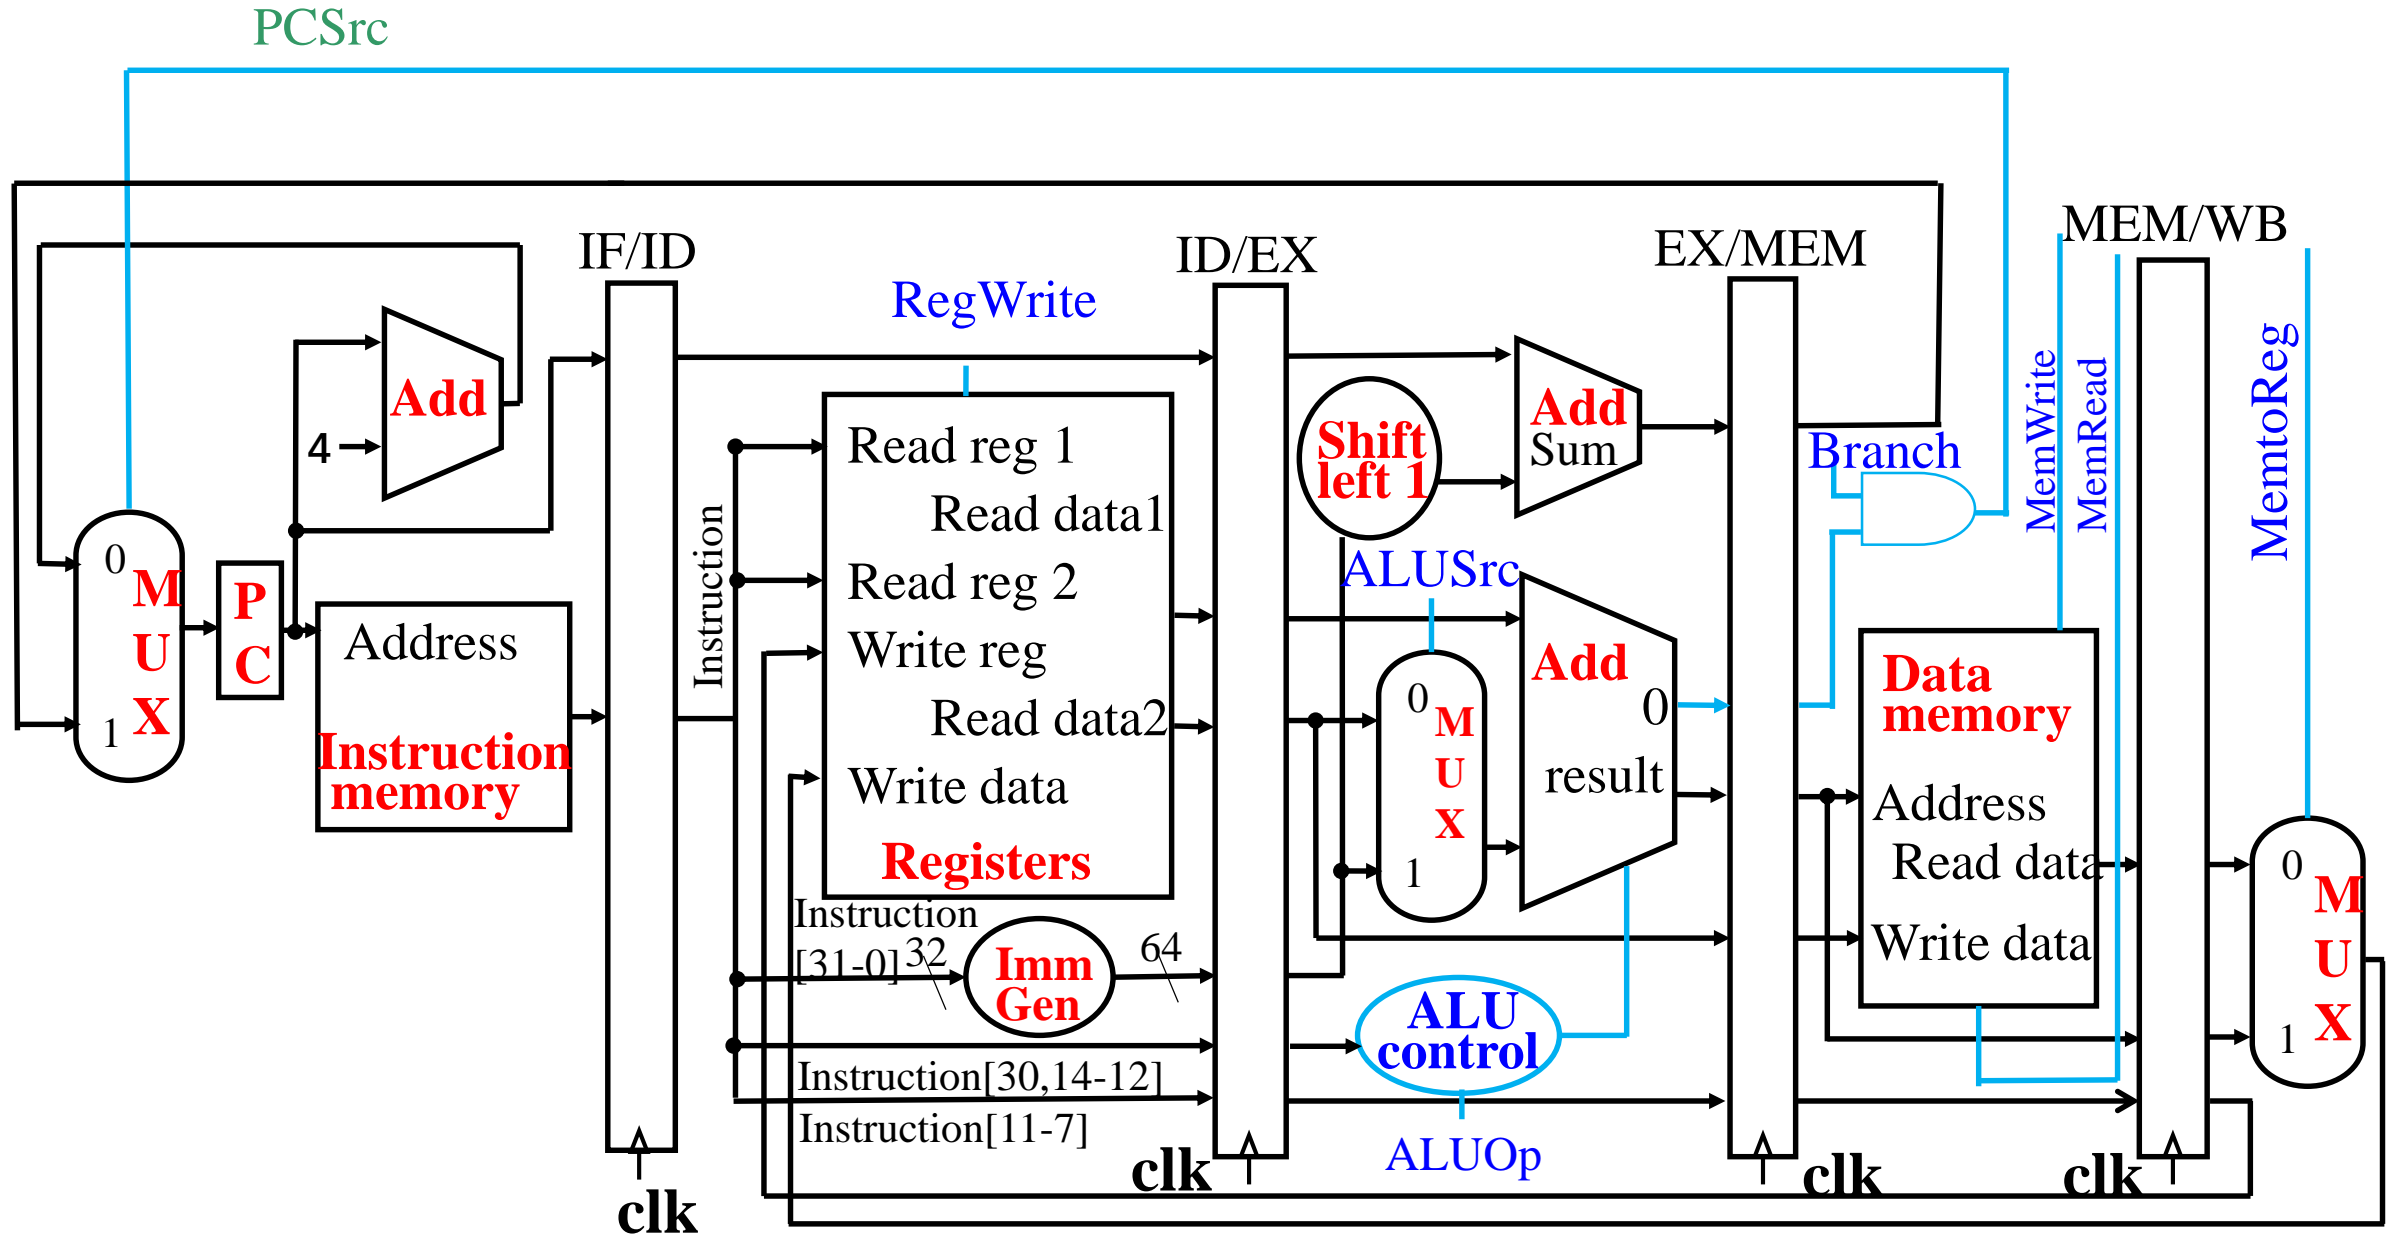 PCSrc
IF/ID
ID/EX
EX/MEM
MEM/WB
RegWrite
Add
4
0
M
U
X
1
P
C
Address
Instruction
memory
Instruction
Read reg 1
Read data1
Read reg 2
Write reg
Read data2
Write data
Registers
Instruction
[31-0]
32
Imm
Gen
64
Instruction[30,14-12]
Instruction[11-7]
Shift
left 1
Add
Sum
ALUSrc
0
M
U
X
1
Add
0
result
ALU
control
ALUOp
Branch
MemWrite
MemRead
MemtoReg
Data
memory
Address
Read data
Write data
0
M
U
X
1
clk
clk
clk
clk